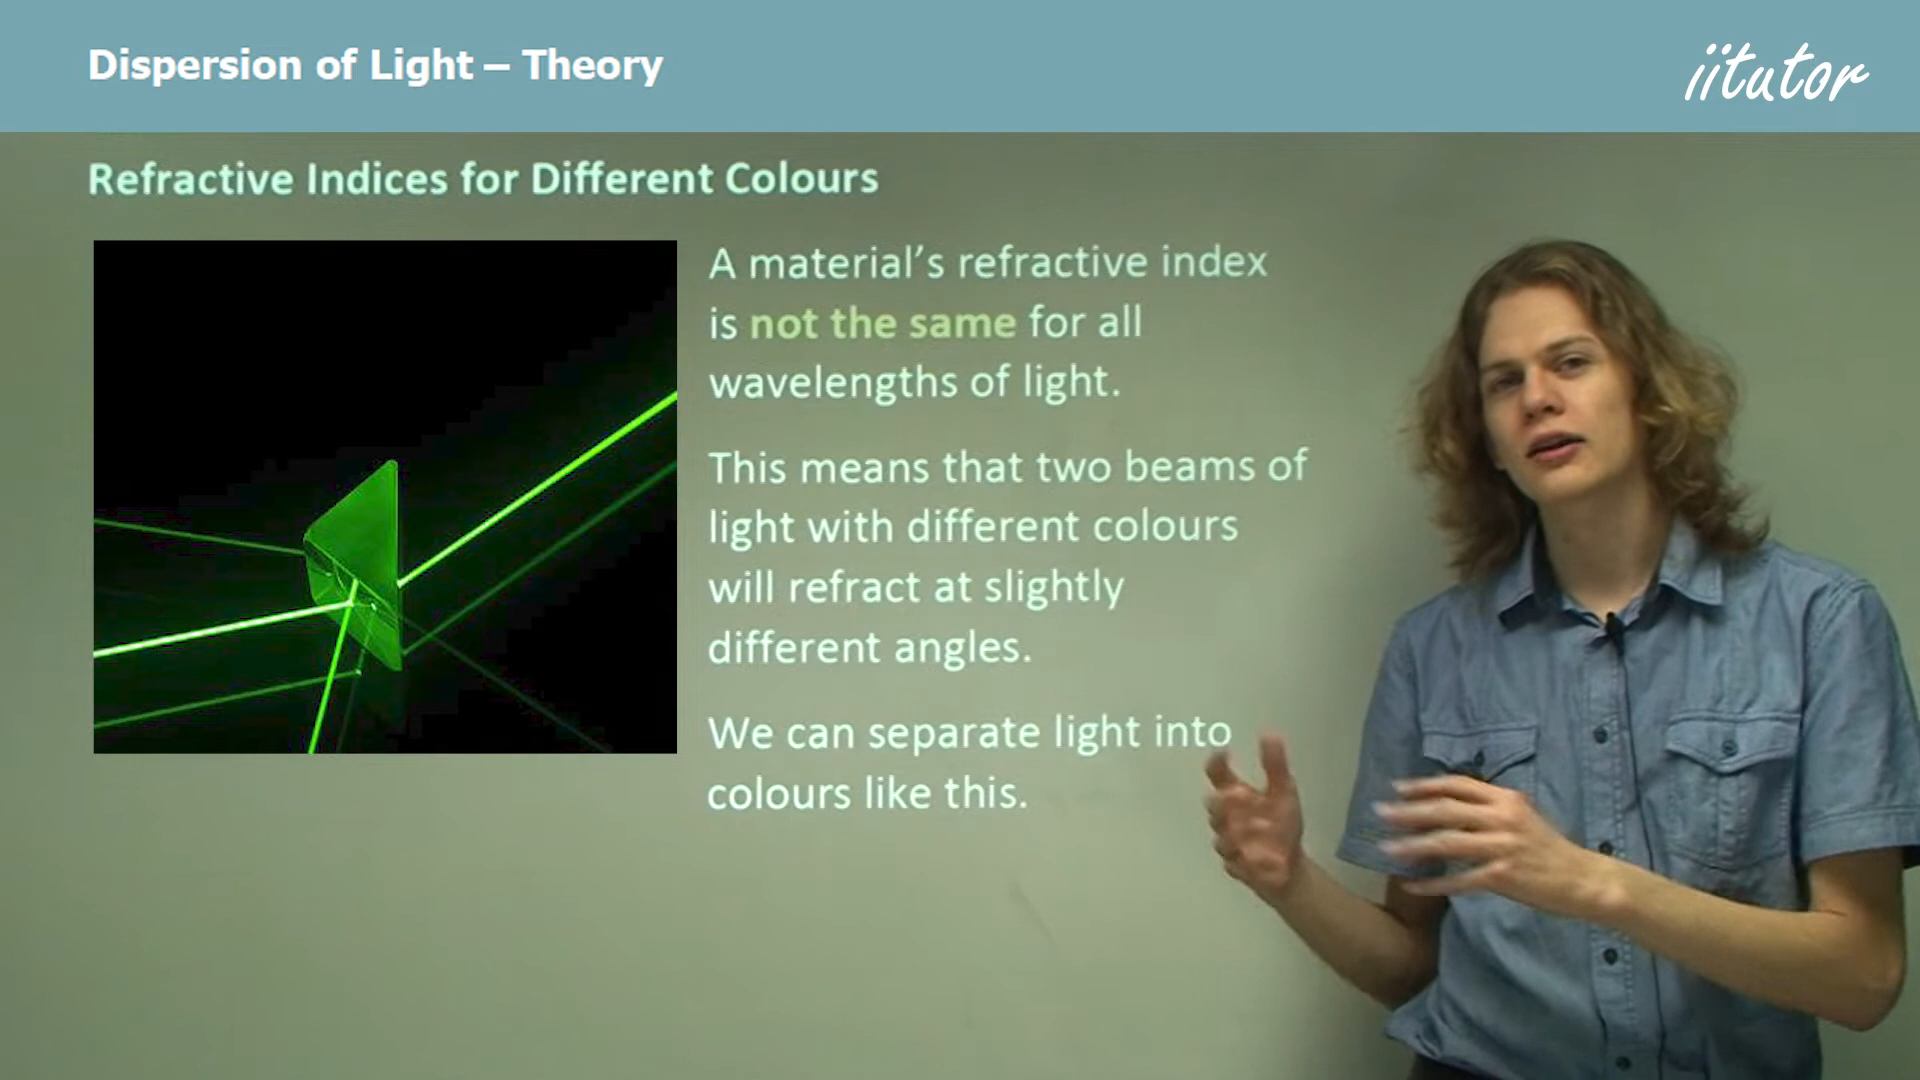 Dispersion of Light – Theory
iitutor
Refractive Indices for Different Colours
A material’s refractive index
is not the same for all
wavelengths of light.
This means that two beams of
light with different colours
will refract at slightly
different angles.
We can separate light into
colours like this.